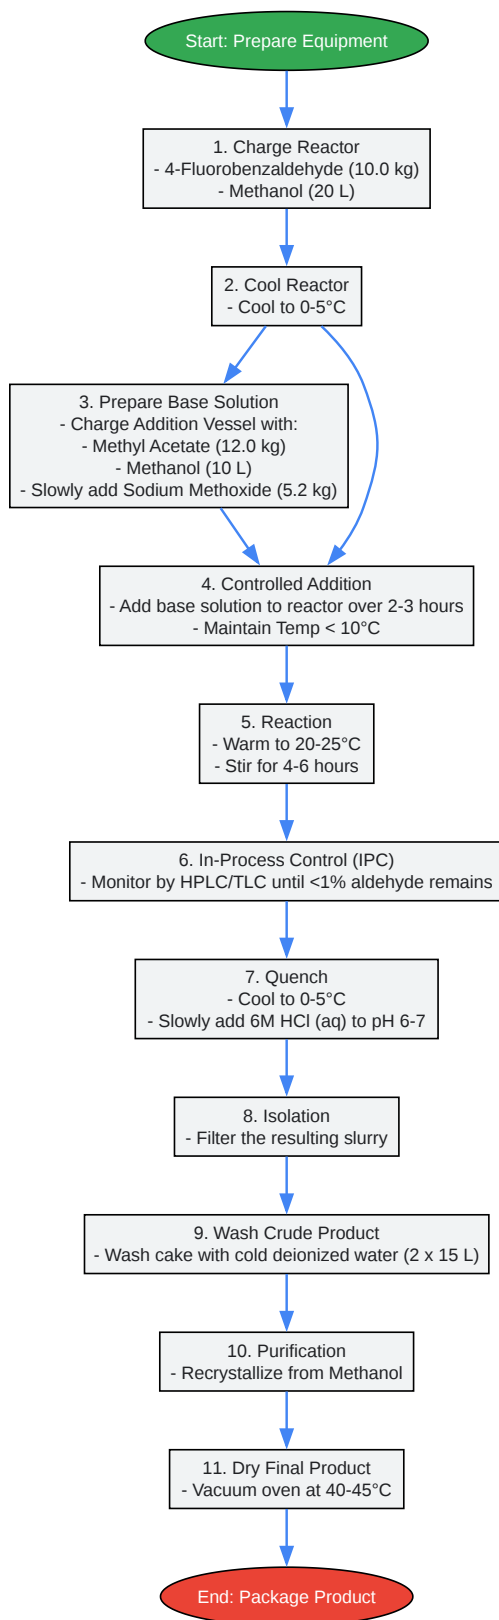 Start: Prepare Equipment
1. Charge Reactor
- 4-Fluorobenzaldehyde (10.0 kg)
- Methanol (20 L)
2. Cool Reactor
- Cool to 0-5°C
3. Prepare Base Solution
- Charge Addition Vessel with:
- Methyl Acetate (12.0 kg)
- Methanol (10 L)
- Slowly add Sodium Methoxide (5.2 kg)
4. Controlled Addition
- Add base solution to reactor over 2-3 hours
- Maintain Temp < 10°C
5. Reaction
- Warm to 20-25°C
- Stir for 4-6 hours
6. In-Process Control (IPC)
- Monitor by HPLC/TLC until <1% aldehyde remains
7. Quench
- Cool to 0-5°C
- Slowly add 6M HCl (aq) to pH 6-7
8. Isolation
- Filter the resulting slurry
9. Wash Crude Product
- Wash cake with cold deionized water (2 x 15 L)
10. Purification
- Recrystallize from Methanol
11. Dry Final Product
- Vacuum oven at 40-45°C
End: Package Product